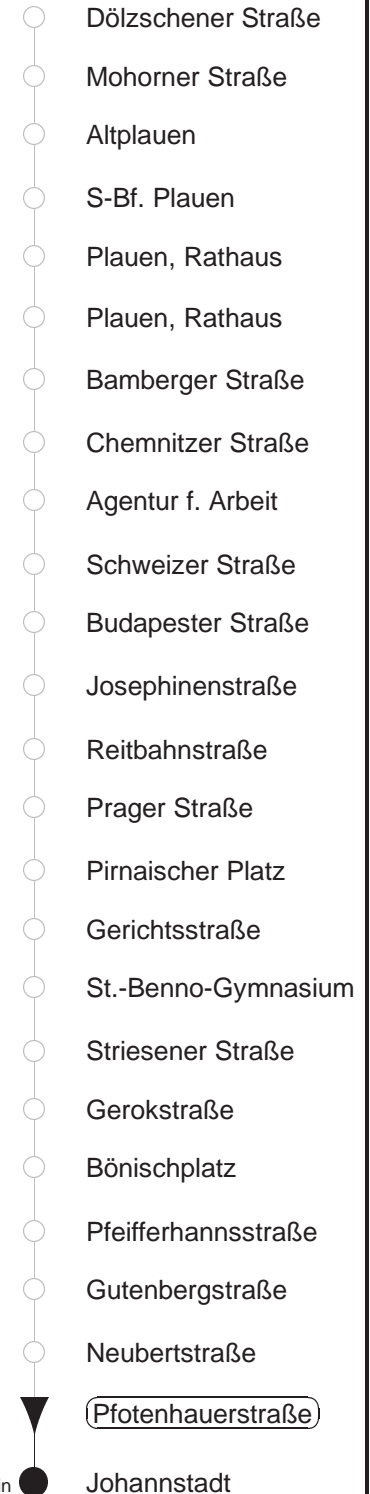 Dölzschener Straße
Mohorner Straße
Altplauen
S-Bf. Plauen
Plauen, Rathaus
Plauen, Rathaus
Bamberger Straße
Chemnitzer Straße
Agentur f. Arbeit
Schweizer Straße
Budapester Straße
Josephinenstraße
Reitbahnstraße
Prager Straße
Pirnaischer Platz
Gerichtsstraße
St.-Benno-Gymnasium
Striesener Straße
Gerokstraße
Bönischplatz
Pfeifferhannsstraße
Gutenbergstraße
Neubertstraße
Pfotenhauerstraße
in Johannstadt